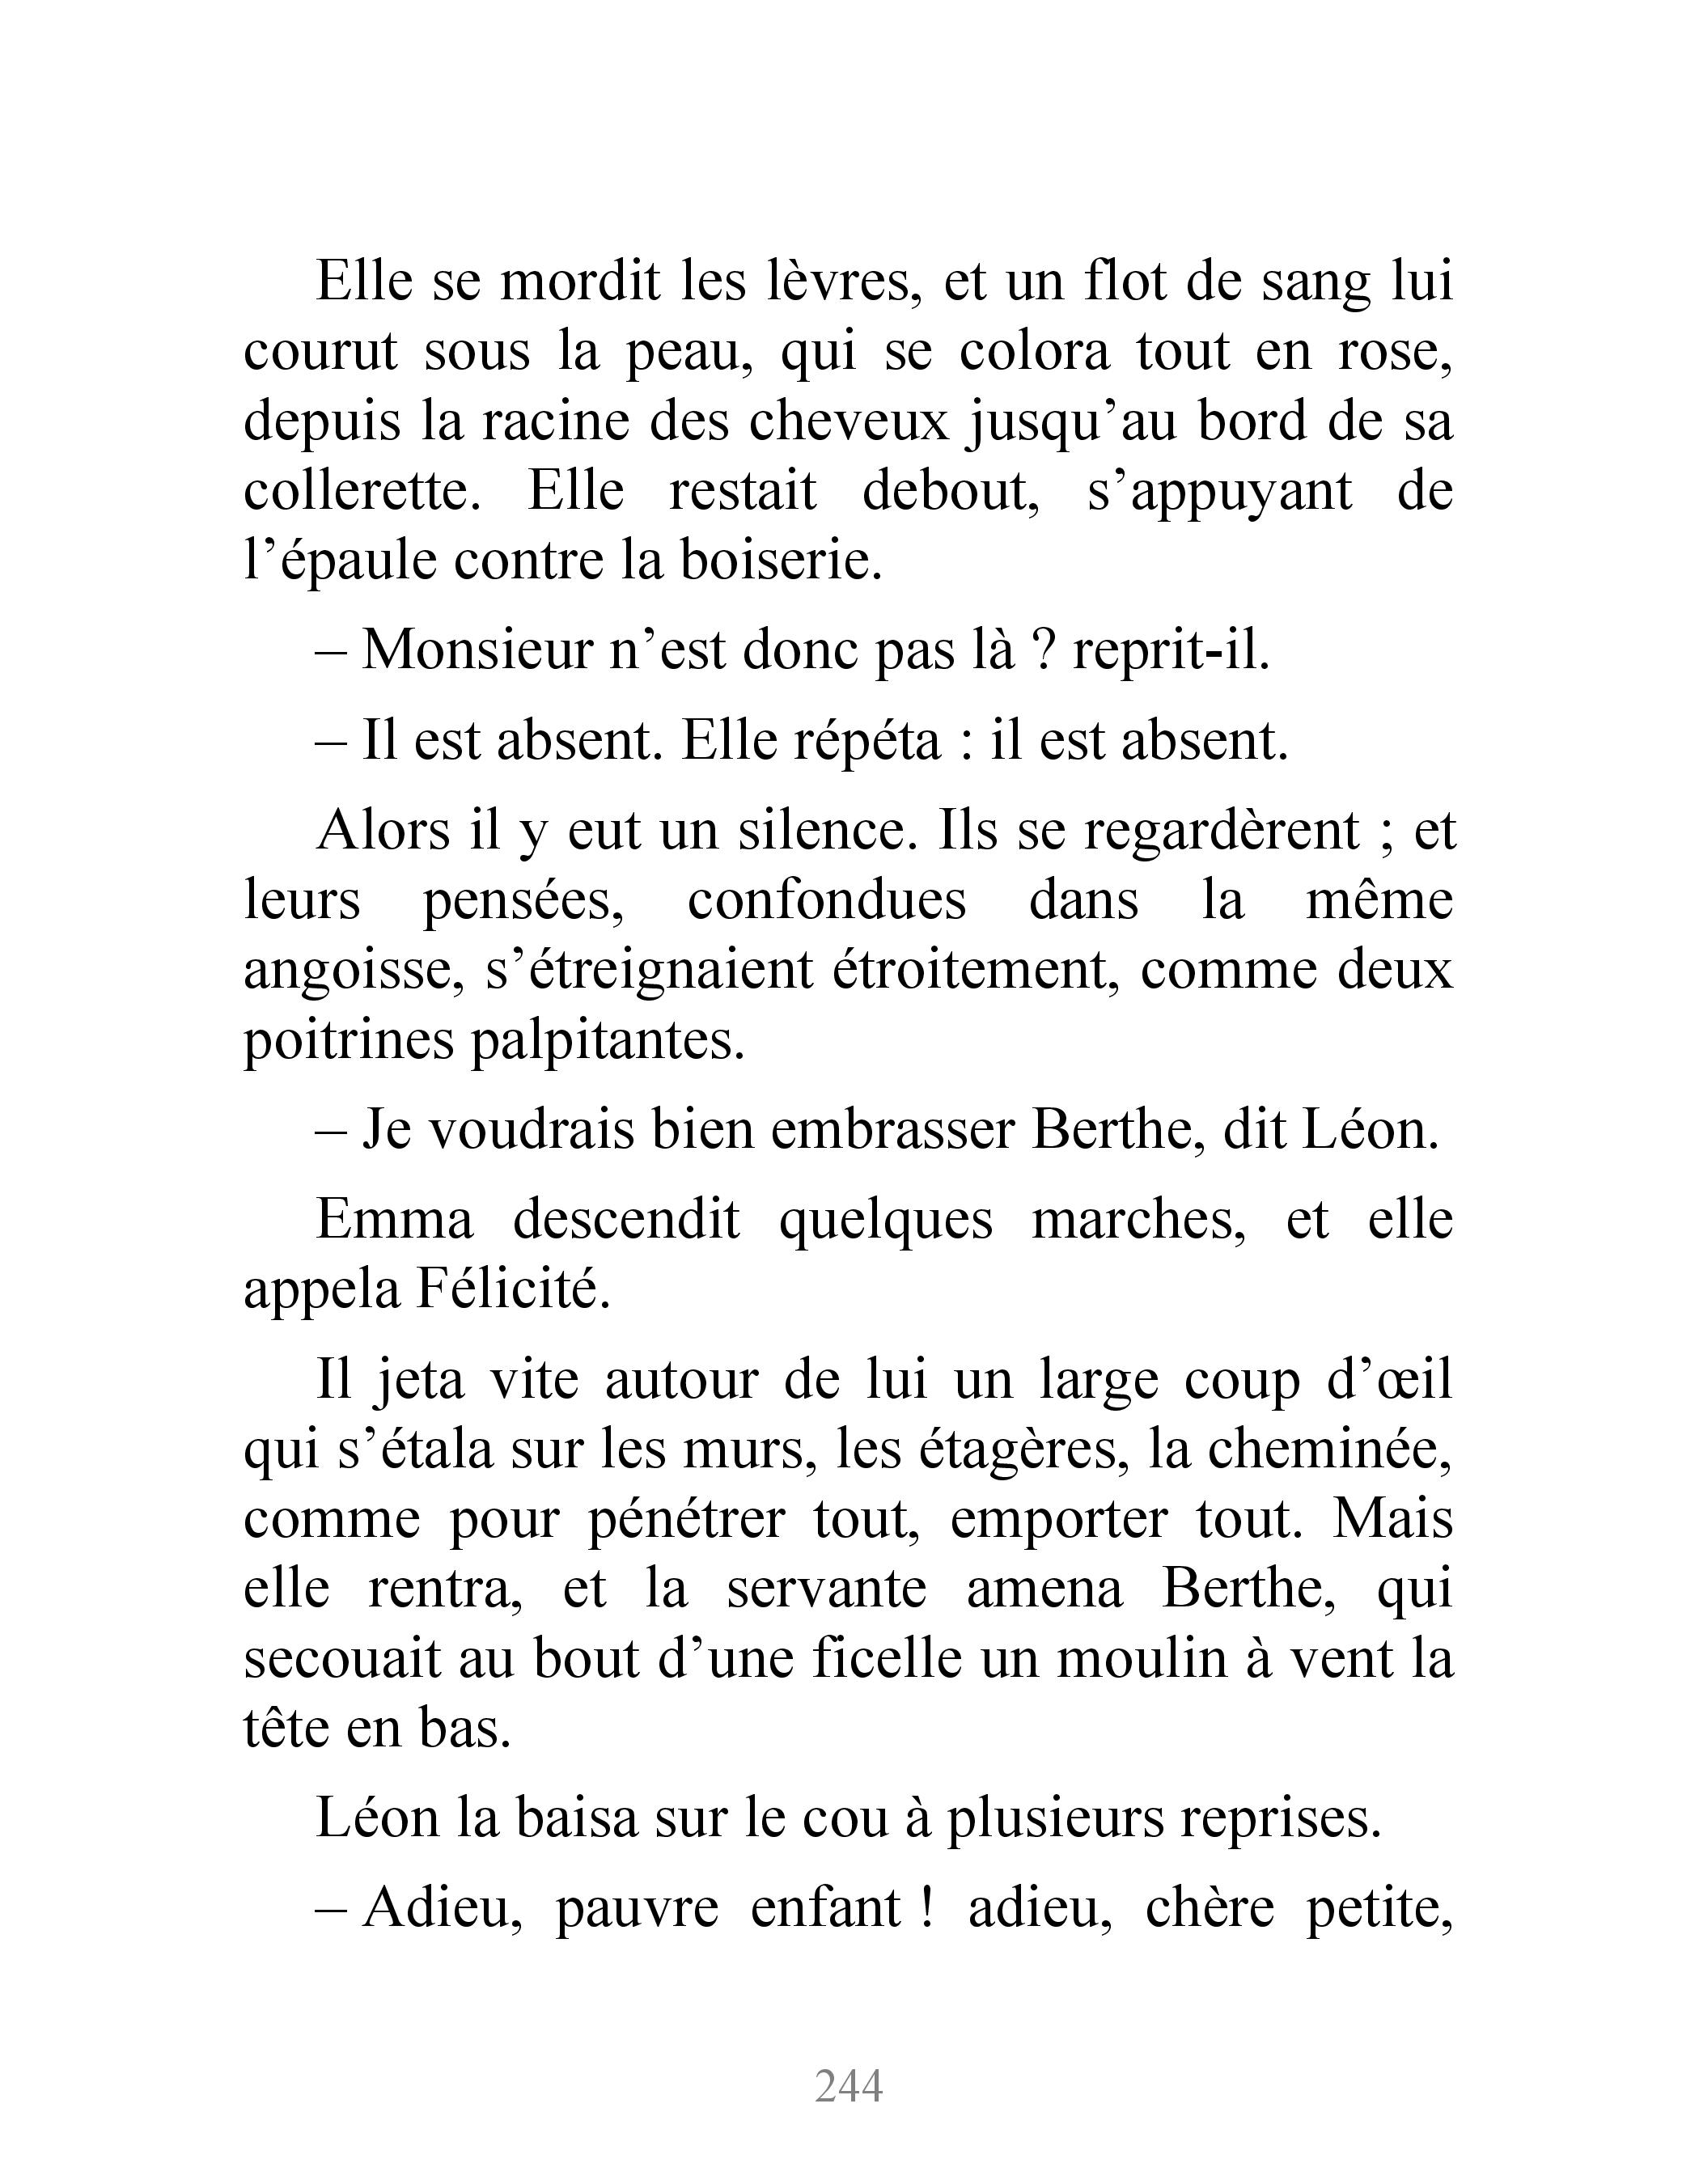 Elle se mordit les lèvres, et un flot de sang lui
courut sous la peau, qui se colora tout en rose,
depuis la racine des cheveux jusqu’au bord de sa
collerette. Elle restait debout, s’appuyant de
l’épaule contre la boiserie.
– Monsieur n’est donc pas là ? reprit-il.
– Il est absent. Elle répéta : il est absent.
Alors il y eut un silence. Ils se regardèrent ; et
leurs pensées, confondues dans la même
angoisse, s’étreignaient étroitement, comme deux
poitrines palpitantes.
– Je voudrais bien embrasser Berthe, dit Léon.
Emma descendit quelques marches, et elle
appela Félicité.
Il jeta vite autour de lui un large coup d’œil
qui s’étala sur les murs, les étagères, la cheminée,
comme pour pénétrer tout, emporter tout. Mais
elle rentra, et la servante amena Berthe, qui
secouait au bout d’une ficelle un moulin à vent la
tête en bas.
Léon la baisa sur le cou à plusieurs reprises.
– Adieu, pauvre enfant ! adieu, chère petite,
244